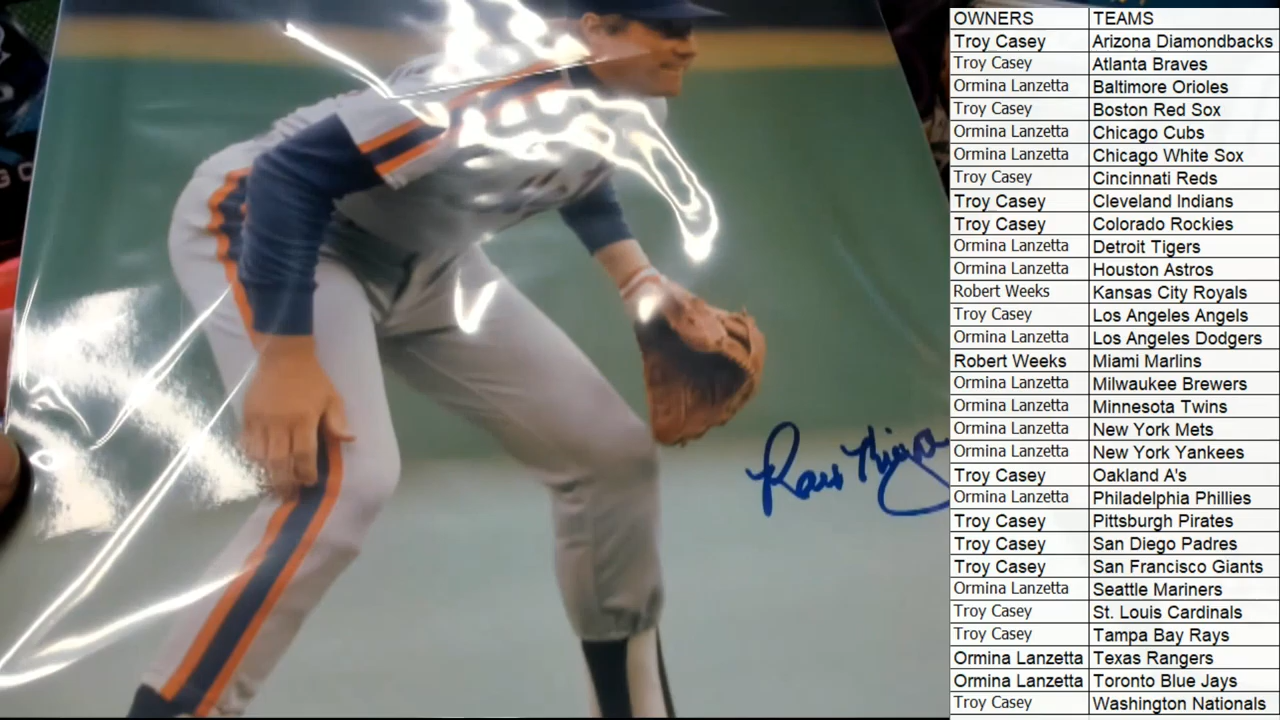 OWNERS TEAMS
Troy Casey Arizona Diamondbacks
Troy Casey Atlanta Braves
Ormina Lanzetta Baltimore Orioles
Troy Casey Boston Red Sox
Ormina Lanzetta Chicago Cubs
Ormina Lanzetta Chicago White Sox
Troy Casey Cincinnati Reds
Troy Casey Cleveland Indians
Troy Casey Colorado Rockies
Ormina Lanzetta Detroit Tigers
Ormina Lanzetta Houston Astros
Robert Weeks Kansas City Royals
Troy Casey Los Angeles Angels
Ormina Lanzetta Los Angeles Dodgers
Robert Weeks Miami Marlins
Ormina Lanzetta Milwaukee Brewers
Ormina Lanzetta Minnesota Twins
Ormina Lanzetta New York Mets
Ormina Lanzetta New York Yankees
Troy Casey Oakland A's
Ormina Lanzetta Philadelphia Phillies
Troy Casey Pittsburgh Pirates
Troy Casey San Diego Padres
Troy Casey San Francisco Giants
Ormina Lanzetta Seattle Mariners
Troy Casey St. Louis Cardinals
Troy Casey Tampa Bay Rays
Ormina Lanzetta Texas Rangers
Ormina Lanzetta Toronto Blue Jays
Troy Casey Washington Nationals